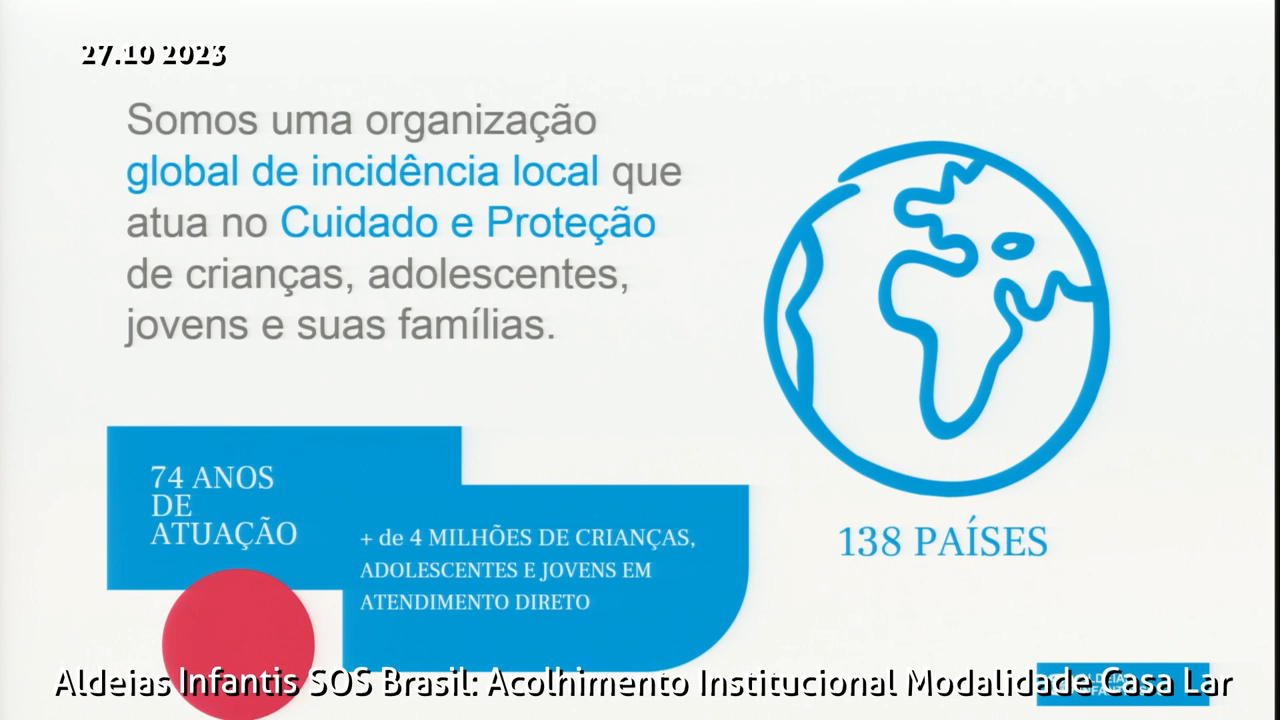 27.10 2023
Somos uma organização
global de incidência local que
atua no Cuidado e Proteção
de crianças, adolescentes,
jovens e suas famílias.
74 ANOS
DE
ATUAÇÃO
+ de 4 MILHÕES DE CRIANÇAS,
ADOLESCENTES E JOVENS EM
ATENDIMENTO DIRETO
138 PAÍSES
Aldeias Infantis SOS Brasil: Acolhimento Institucional Modalidade Casa Lar